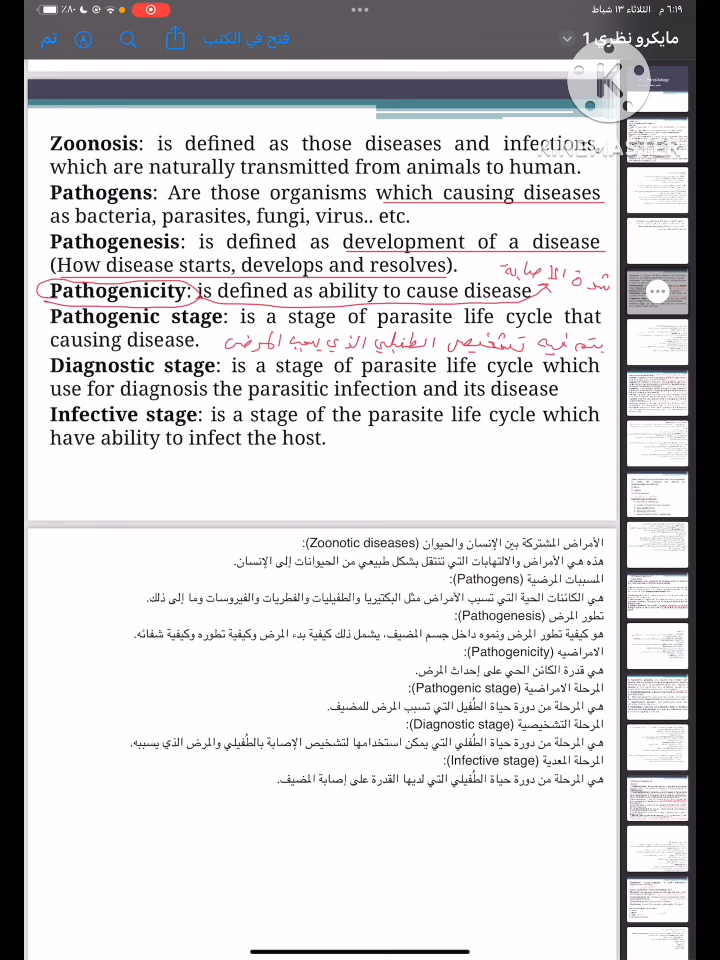 ٦:١٩ م الثلاثاء ١٣ شباط
٪٨٠
مايكرو نظري 1
فتح في الكتب
تم
K
KINEMASTER
Parasitology
Zoonosis: is defined as those diseases and infections,
which are naturally transmitted from animals to human.
Pathogens: Are those organisms which causing diseases
as bacteria, parasites, fungi, virus.. etc.
Pathogenesis: is defined as development of a disease
(How disease starts, develops and resolves).
شدة الاصابة
Pathogenicity: is defined as ability to cause disease
Pathogenic stage: is a stage of parasite life cycle that
causing disease.
يتم فيه تشخيص الطفلي الذي يسبب المرض
Diagnostic stage: is a stage of parasite life cycle which
use for diagnosis the parasitic infection and its disease
Infective stage: is a stage of the parasite life cycle which
have ability to infect the host.
الأمراض المشتركة بين الإنسان والحيوان (Zoonotic diseases):
هذه هي الأمراض والالتهابات التي تنتقل بشكل طبيعي من الحيوانات إلى الإنسان.
المسببات المرضية (Pathogens):
هي الكائنات الحية التي تسبب الأمراض مثل البكتيريا والطفيليات والفطريات والفيروسات وما إلى ذلك.
تطور المرض (Pathogenesis):
هو كيفية تطور المرض ونموه داخل جسم المضيف، يشمل ذلك كيفية بدء المرض وكيفية تطوره وكيفية شفائه.
الامراضيه (Pathogenicity):
هي قدرة الكائن الحي على إحداث المرض.
المرحلة الامراضية (Pathogenic stage):
هي المرحلة من دورة حياة الطُفيل التي تسبب المرض للمضيف.
المرحلة التشخيصية (Diagnostic stage):
هي المرحلة من دورة حياة الطُفلي التي يمكن استخدامها لتشخيص الإصابة بالطُفيلي والمرض الذي يسببه.
المرحلة المعدية (Infective stage):
هي المرحلة من دورة حياة الطُفيلي التي لديها القدرة على إصابة المضيف.